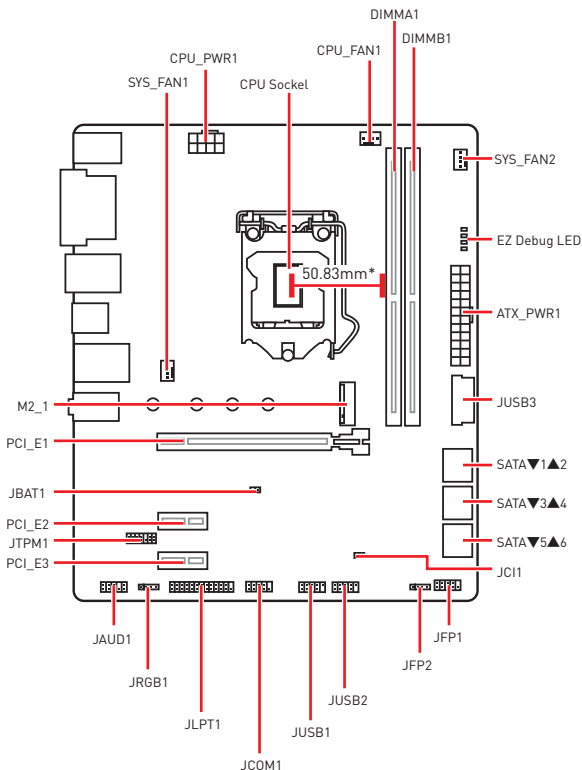 DIMMA1
DIMMB1
CPU_FAN1
CPU_PWR1
SYS_FAN1
CPU Sockel
SYS_FAN2
EZ Debug LED
50.83mm*
ATX_PWR1
JUSB3
M2_1
PCI_E1
SATA▼1▲2
JBAT1
SATA▼3▲4
PCI_E2
JTPM1
SATA▼5▲6
PCI_E3
JCI1
JAUD1
JFP1
JFP2
JRGB1
JUSB2
JLPT1
JUSB1
JCOM1